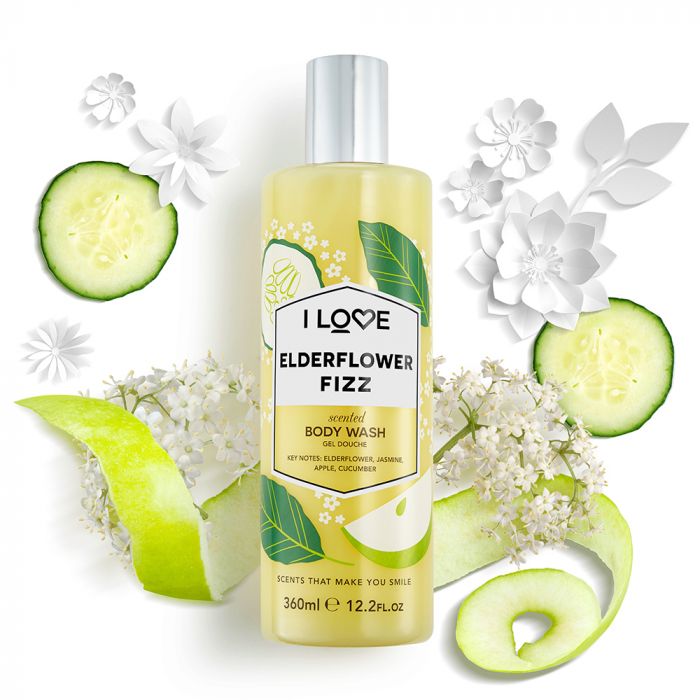 I LOVE
ELDERFLOWER
FIZZ
scented
BODY WASH
GEL DOUCHE
KEY NOTES: ELDERFLOWER, JASMINE,
APPLE, CUCUMBER
SCENTS THAT MAKE YOU SMILE
360ml ℮ 12.2FL.OZ